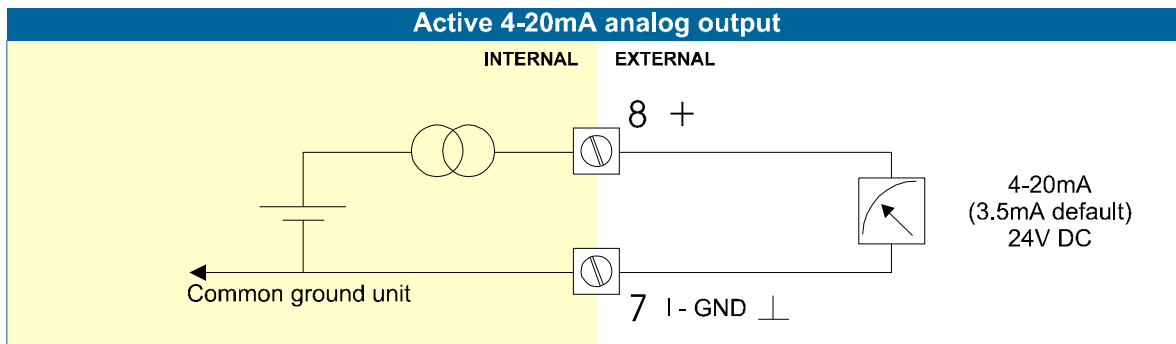 Active 4-20mA analog output
INTERNAL EXTERNAL
8 +
4-20mA
(3.5mA default)
24V DC
Common ground unit
7 I - GND ⊥